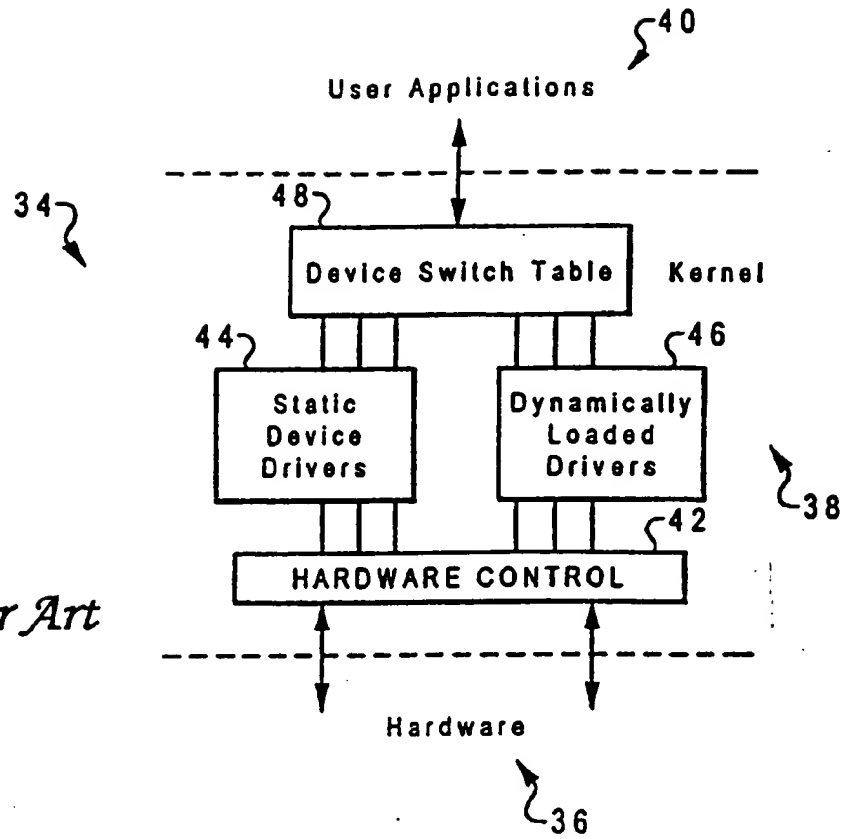 40
User Applications
34
48
Device Switch Table
Kernel
44
46
Static
Device
Drivers
Dynamically
Loaded
Drivers
38
42
HARDWARE CONTROL
Art
Hardware
36